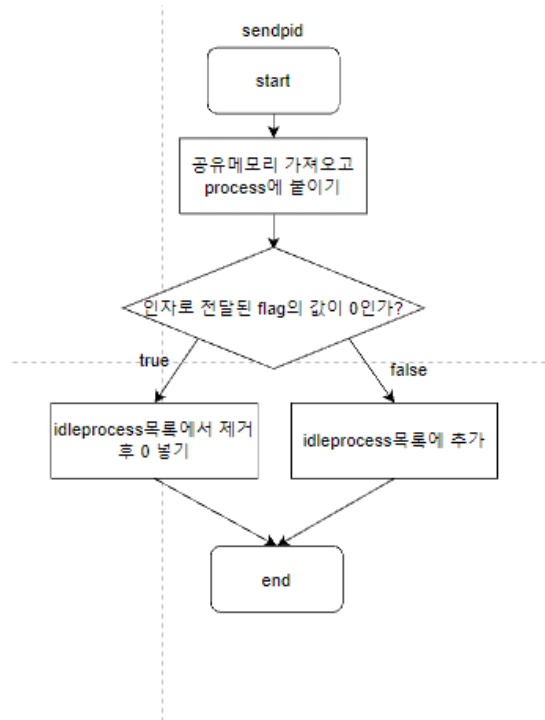 sendpid
start
공유메모리 가져오고
process에 붙이기
인자로 전달된 flag의 값이 0인가?
true
false
idleprocess목록에서 제거
후 0 넣기
idleprocess목록에 추가
end